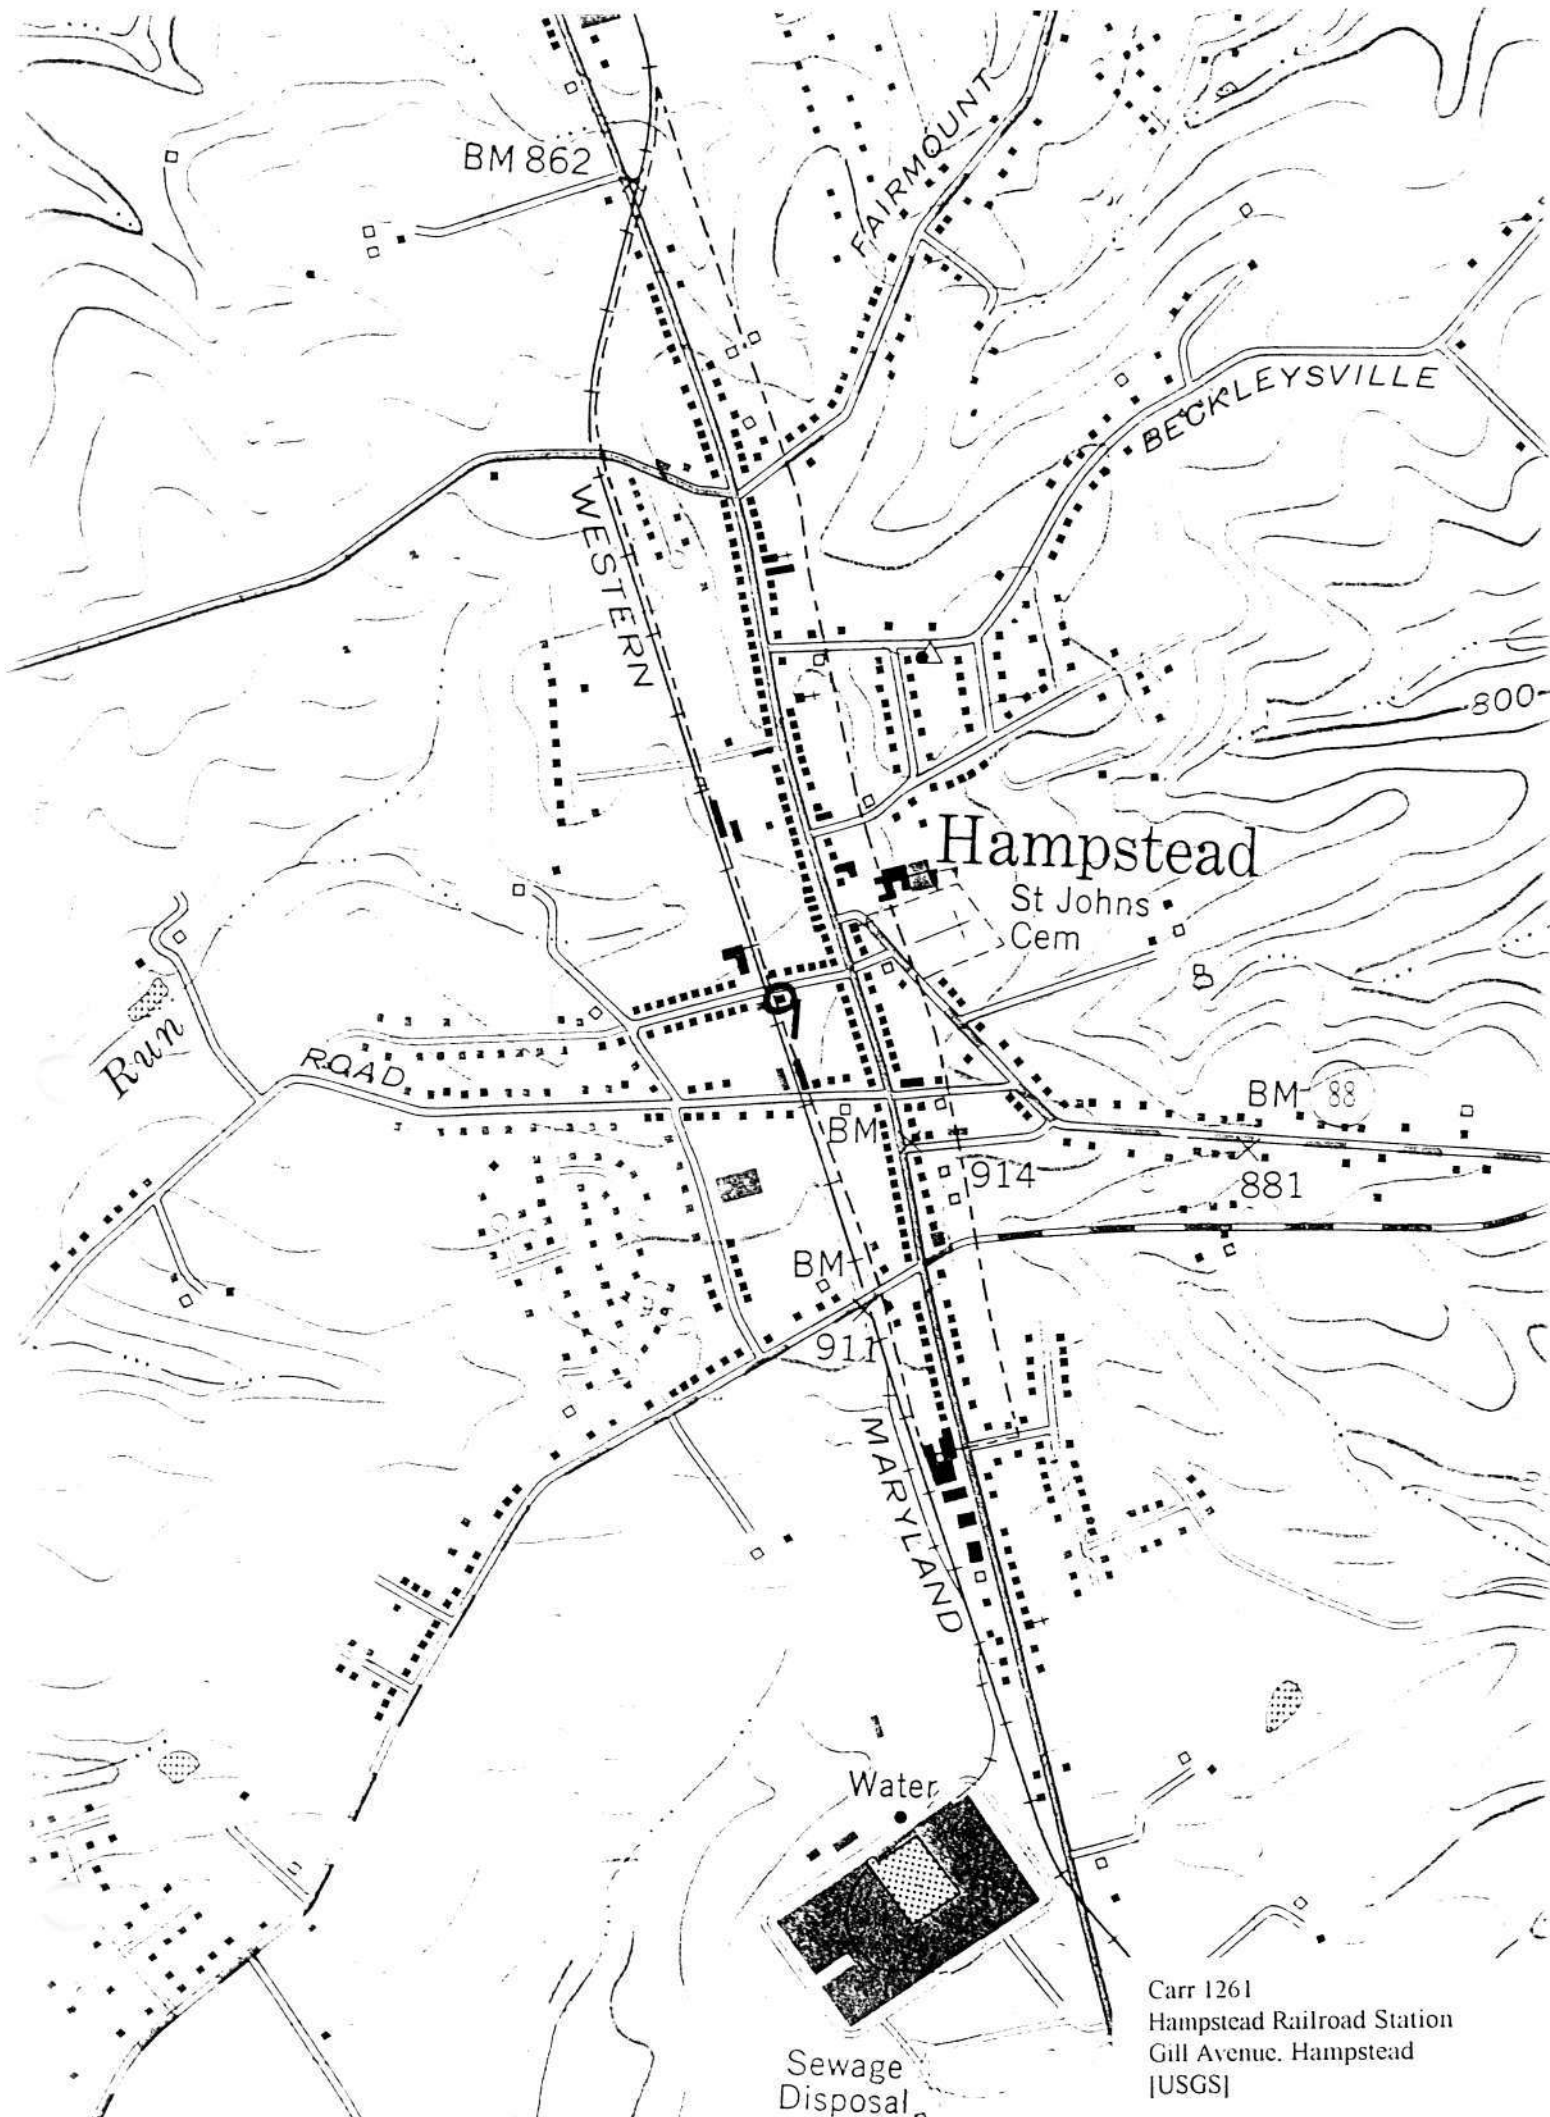 BM 862
FAIRMOUNT
BECKLEYSVILLE
WESTERN
800
Hampstead
St Johns
Cem
Run
ROAD
BM 88
BM
914
881
BM
911
MARYLAND
Water
Sewage
Disposal
Carr 1261
Hampstead Railroad Station
Gill Avenue. Hampstead
[USGS]